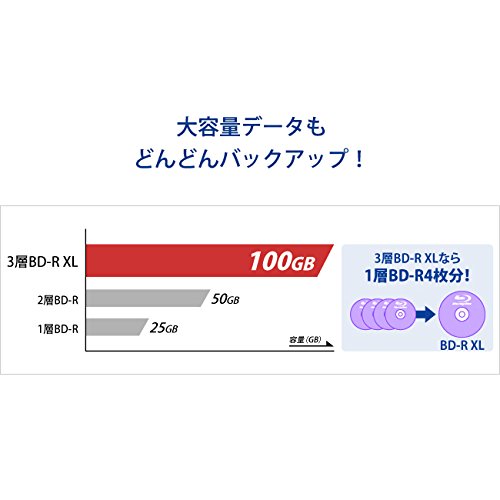 大容量データも
どんどんバックアップ！
3層BD-R XL
100GB
2層BD-R
50GB
1層BD-R
25GB
容量(GB)
3層BD-R XLなら
1層BD-R4枚分！
BD-R XL